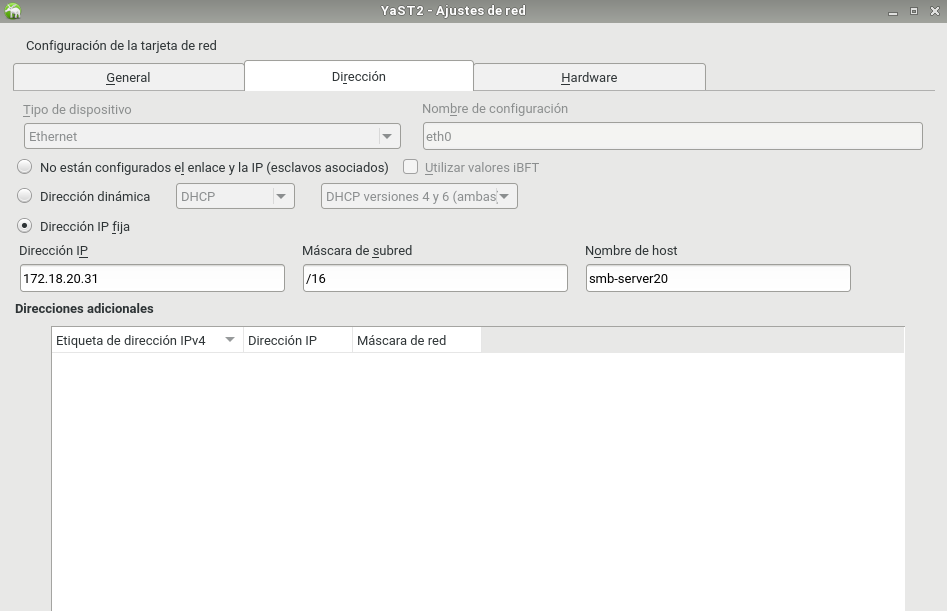 YaST2 - Ajustes de red
Configuración de la tarjeta de red
General Dirección Hardware
Tipo de dispositivo Nombre de configuración
Ethernet eth0
No están configurados el enlace y la IP (esclavos asociados) Utilizar valores iBFT
Dirección dinámica DHCP DHCP versiones 4 y 6 (ambas
Dirección IP fija
Dirección IP Máscara de subred Nombre de host
172.18.20.31 /16 smb-server20
Direcciones adicionales
Etiqueta de dirección IPv4 Dirección IP Máscara de red